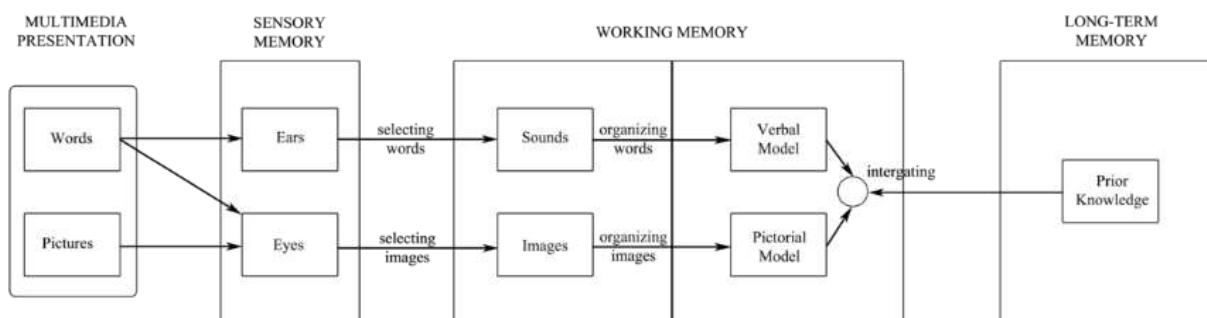 MULTIMEDIA
PRESENTATION
SENSORY
MEMORY
WORKING MEMORY
LONG-TERM
MEMORY
Words
Ears
selecting
words
Sounds
organizing
words
Verbal
Model
intergating
Prior
Knowledge
Pictures
Eyes
selecting
images
Images
organizing
images
Pictorial
Model